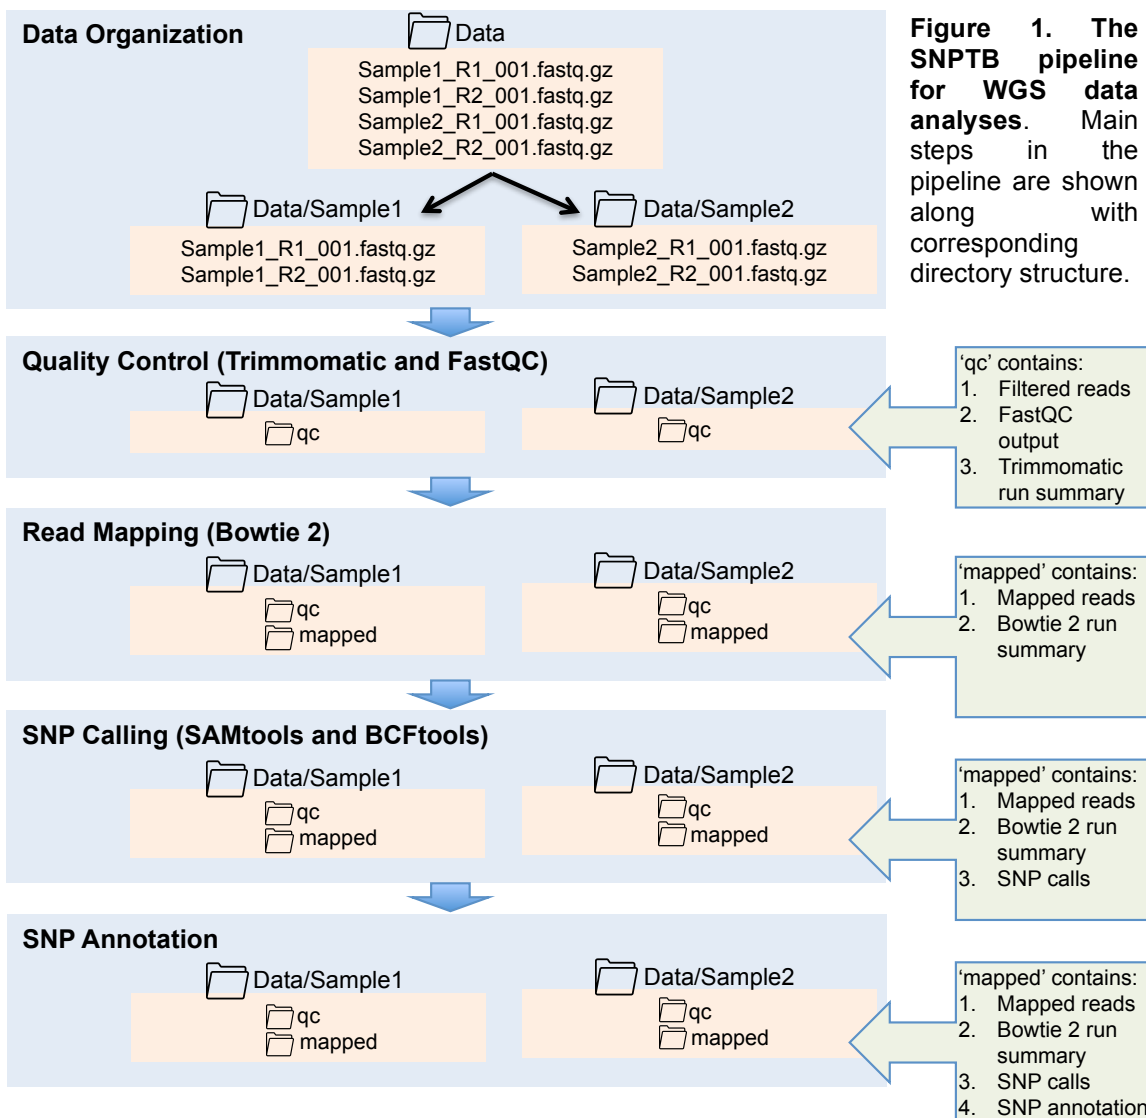 Data Organization
Data
Sample1_R1_001.fastq.gz
Sample1_R2_001.fastq.gz
Sample2_R1_001.fastq.gz
Sample2_R2_001.fastq.gz
Data/Sample1
Sample1_R1_001.fastq.gz
Sample1_R2_001.fastq.gz
Data/Sample2
Sample2_R1_001.fastq.gz
Sample2_R2_001.fastq.gz
Figure 1. The
SNPTB pipeline
for WGS data
analyses. Main
steps in the
pipeline are shown
along with
corresponding
directory structure.
Quality Control (Trimmomatic and FastQC)
Data/Sample1
qc
Data/Sample2
qc
‘qc’ contains:
1. Filtered reads
2. FastQC
output
3. Trimmomatic
run summary
Read Mapping (Bowtie 2)
Data/Sample1
qc
mapped
Data/Sample2
qc
mapped
‘mapped’ contains:
1. Mapped reads
2. Bowtie 2 run
summary
SNP Calling (SAMtools and BCFtools)
Data/Sample1
qc
mapped
Data/Sample2
qc
mapped
‘mapped’ contains:
1. Mapped reads
2. Bowtie 2 run
summary
3. SNP calls
SNP Annotation
Data/Sample1
qc
mapped
Data/Sample2
qc
mapped
‘mapped’ contains:
1. Mapped reads
2. Bowtie 2 run
summary
3. SNP calls
4. SNP annotation